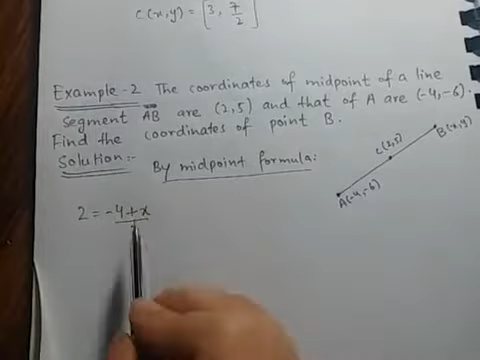 C(x,y) = [3, 7/2]
Example-2 The coordinates of midpoint of a line
segment AB are (2,5) and that of A are (-4,-6).
Find the coordinates of point B.
Solution:- By midpoint formula:
C(2,5)
B(x,y)
A(-4,-6)
2 = -4+x